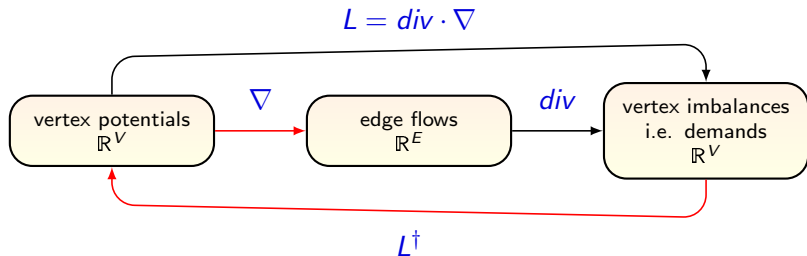 L = div · ∇
vertex potentials
ℝ^V
∇
edge flows
ℝ^E
div
vertex imbalances
i.e. demands
ℝ^V
L†